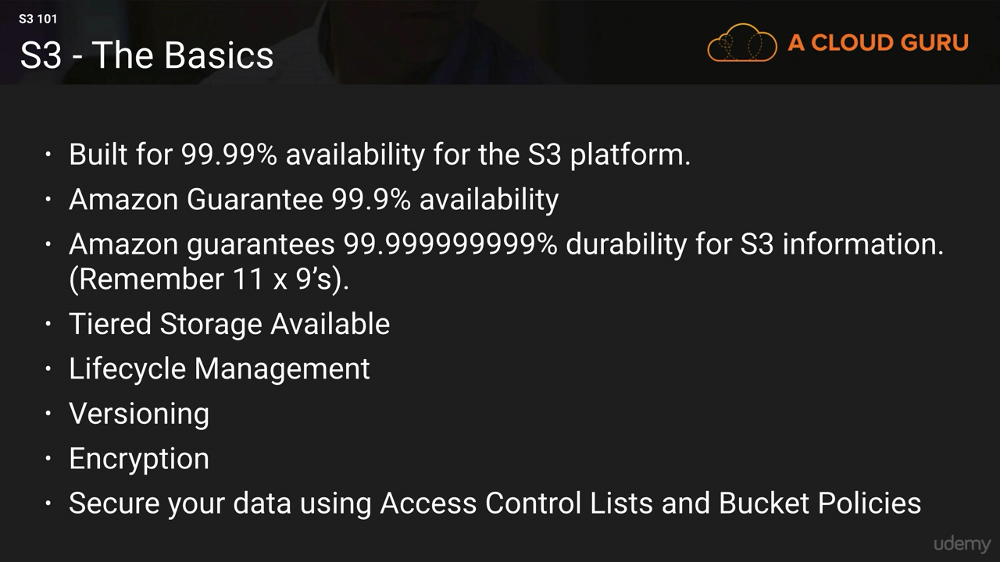 S3 101
S3 - The Basics
A CLOUD GURU
• Built for 99.99% availability for the S3 platform.
• Amazon Guarantee 99.9% availability
• Amazon guarantees 99.999999999% durability for S3 information.
(Remember 11 x 9’s).
• Tiered Storage Available
• Lifecycle Management
• Versioning
• Encryption
• Secure your data using Access Control Lists and Bucket Policies
udemy